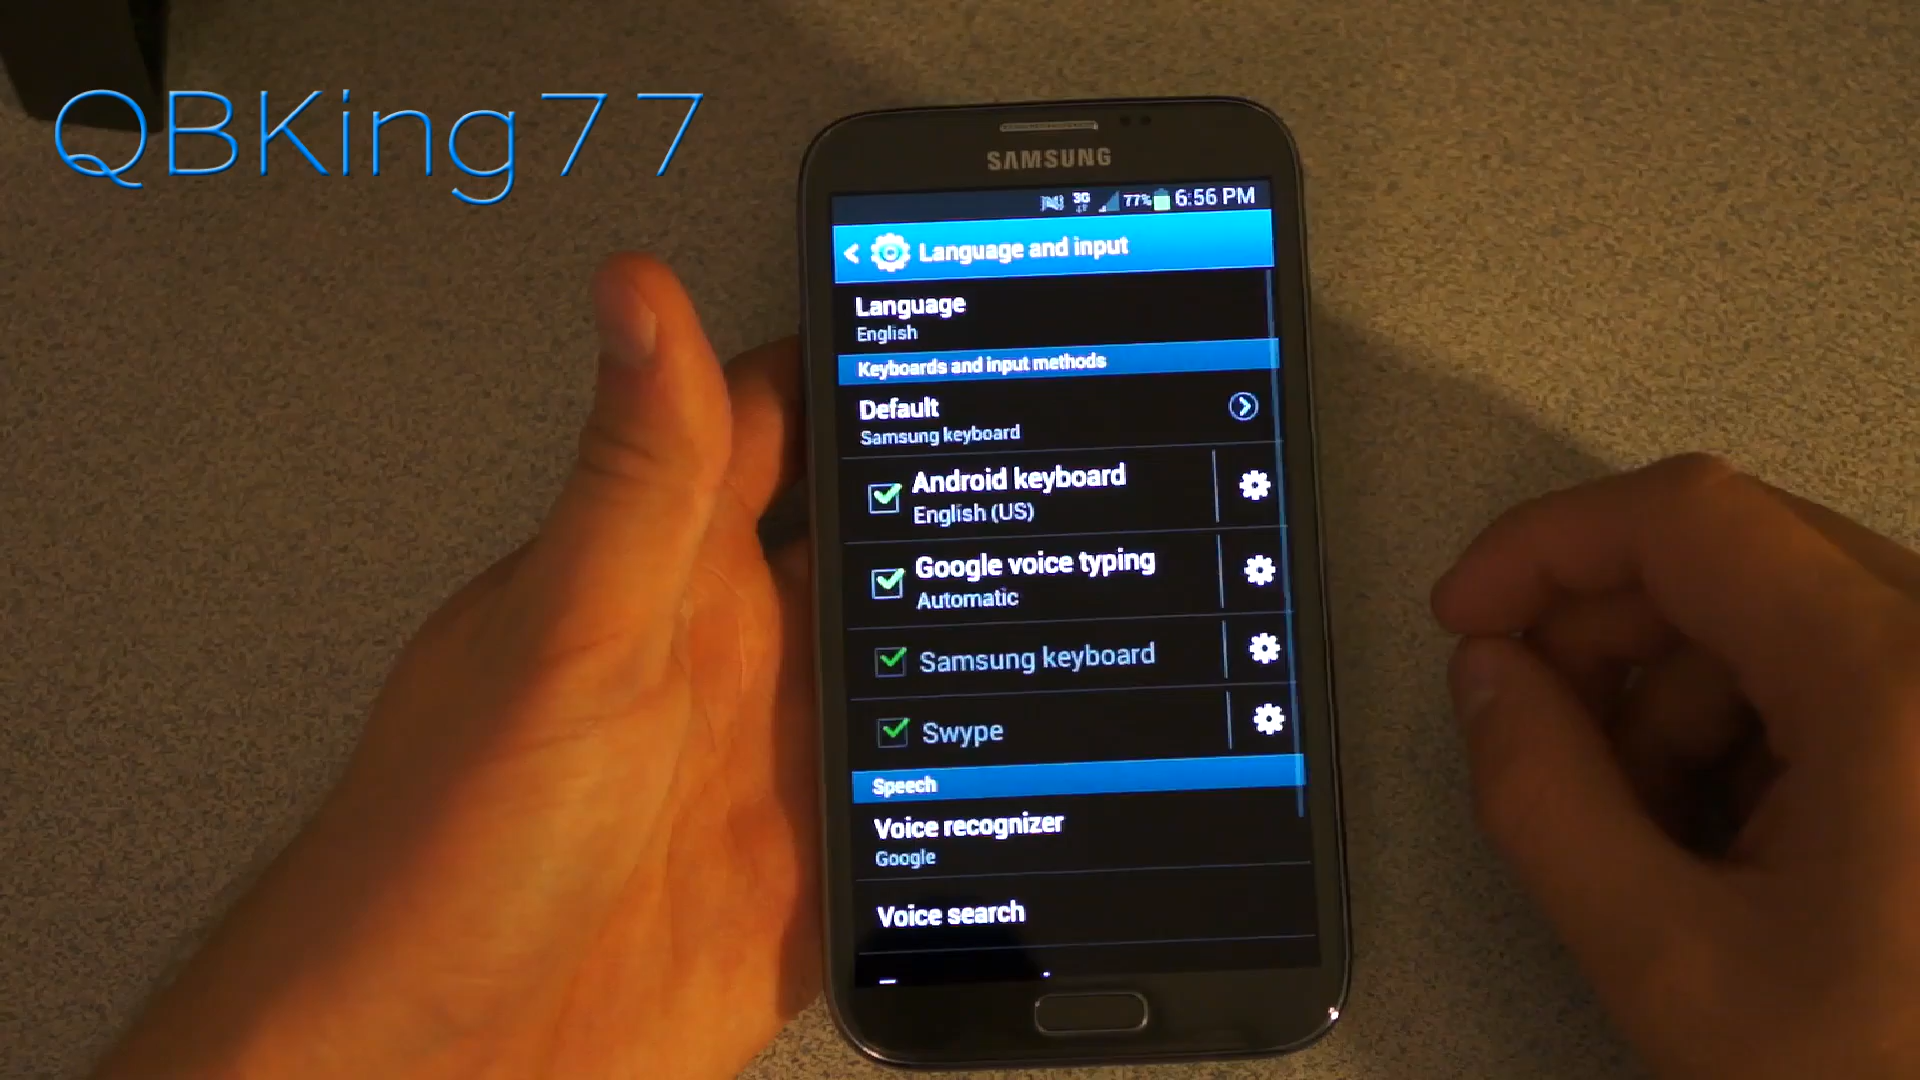 QBKing77
SAMSUNG
3G 77% 6:56 PM
Language and input
Language
English
Keyboards and input methods
Default
Samsung keyboard
Android keyboard
English (US)
Google voice typing
Automatic
Samsung keyboard
Swype
Speech
Voice recognizer
Google
Voice search